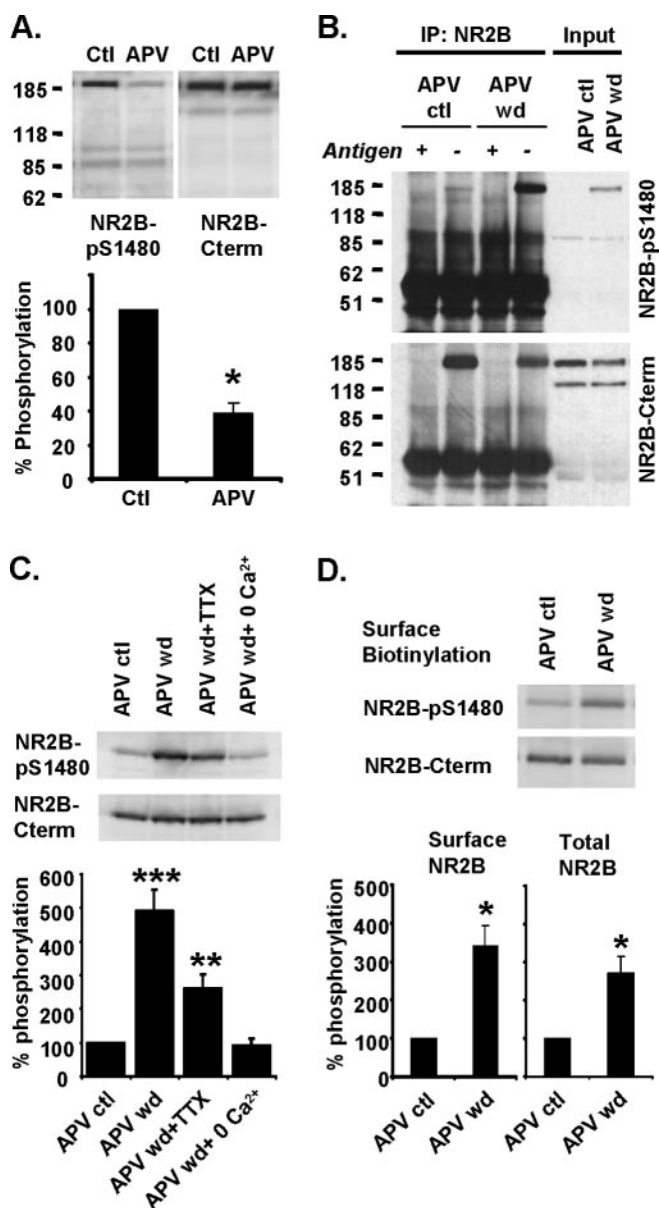 A.
Ctl APV Ctl APV
185
118
85
62
NR2B-
pS1480
NR2B-
Cterm
% Phosphorylation
100
80
60
40
20
0
*
Ctl APV
B.
IP: NR2B Input
APV
ctl
APV
wd
APV ctl
APV wd
Antigen + - + -
185
118
85
62
51
NR2B-pS1480
185
118
85
62
51
NR2B-Cterm
C.
APV ctl
APV wd
APV wd+TTX
APV wd+ 0 Ca²⁺
NR2B-
pS1480
NR2B-
Cterm
% phosphorylation
600
500
400
300
200
100
0
***
**
APV ctl
APV wd
APV wd+TTX
APV wd+ 0 Ca²⁺
D.
Surface
Biotinylation
APV ctl
APV wd
NR2B-pS1480
NR2B-Cterm
Surface
NR2B
Total
NR2B
% phosphorylation
500
400
300
200
100
0
*
*
APV ctl
APV wd
APV ctl
APV wd